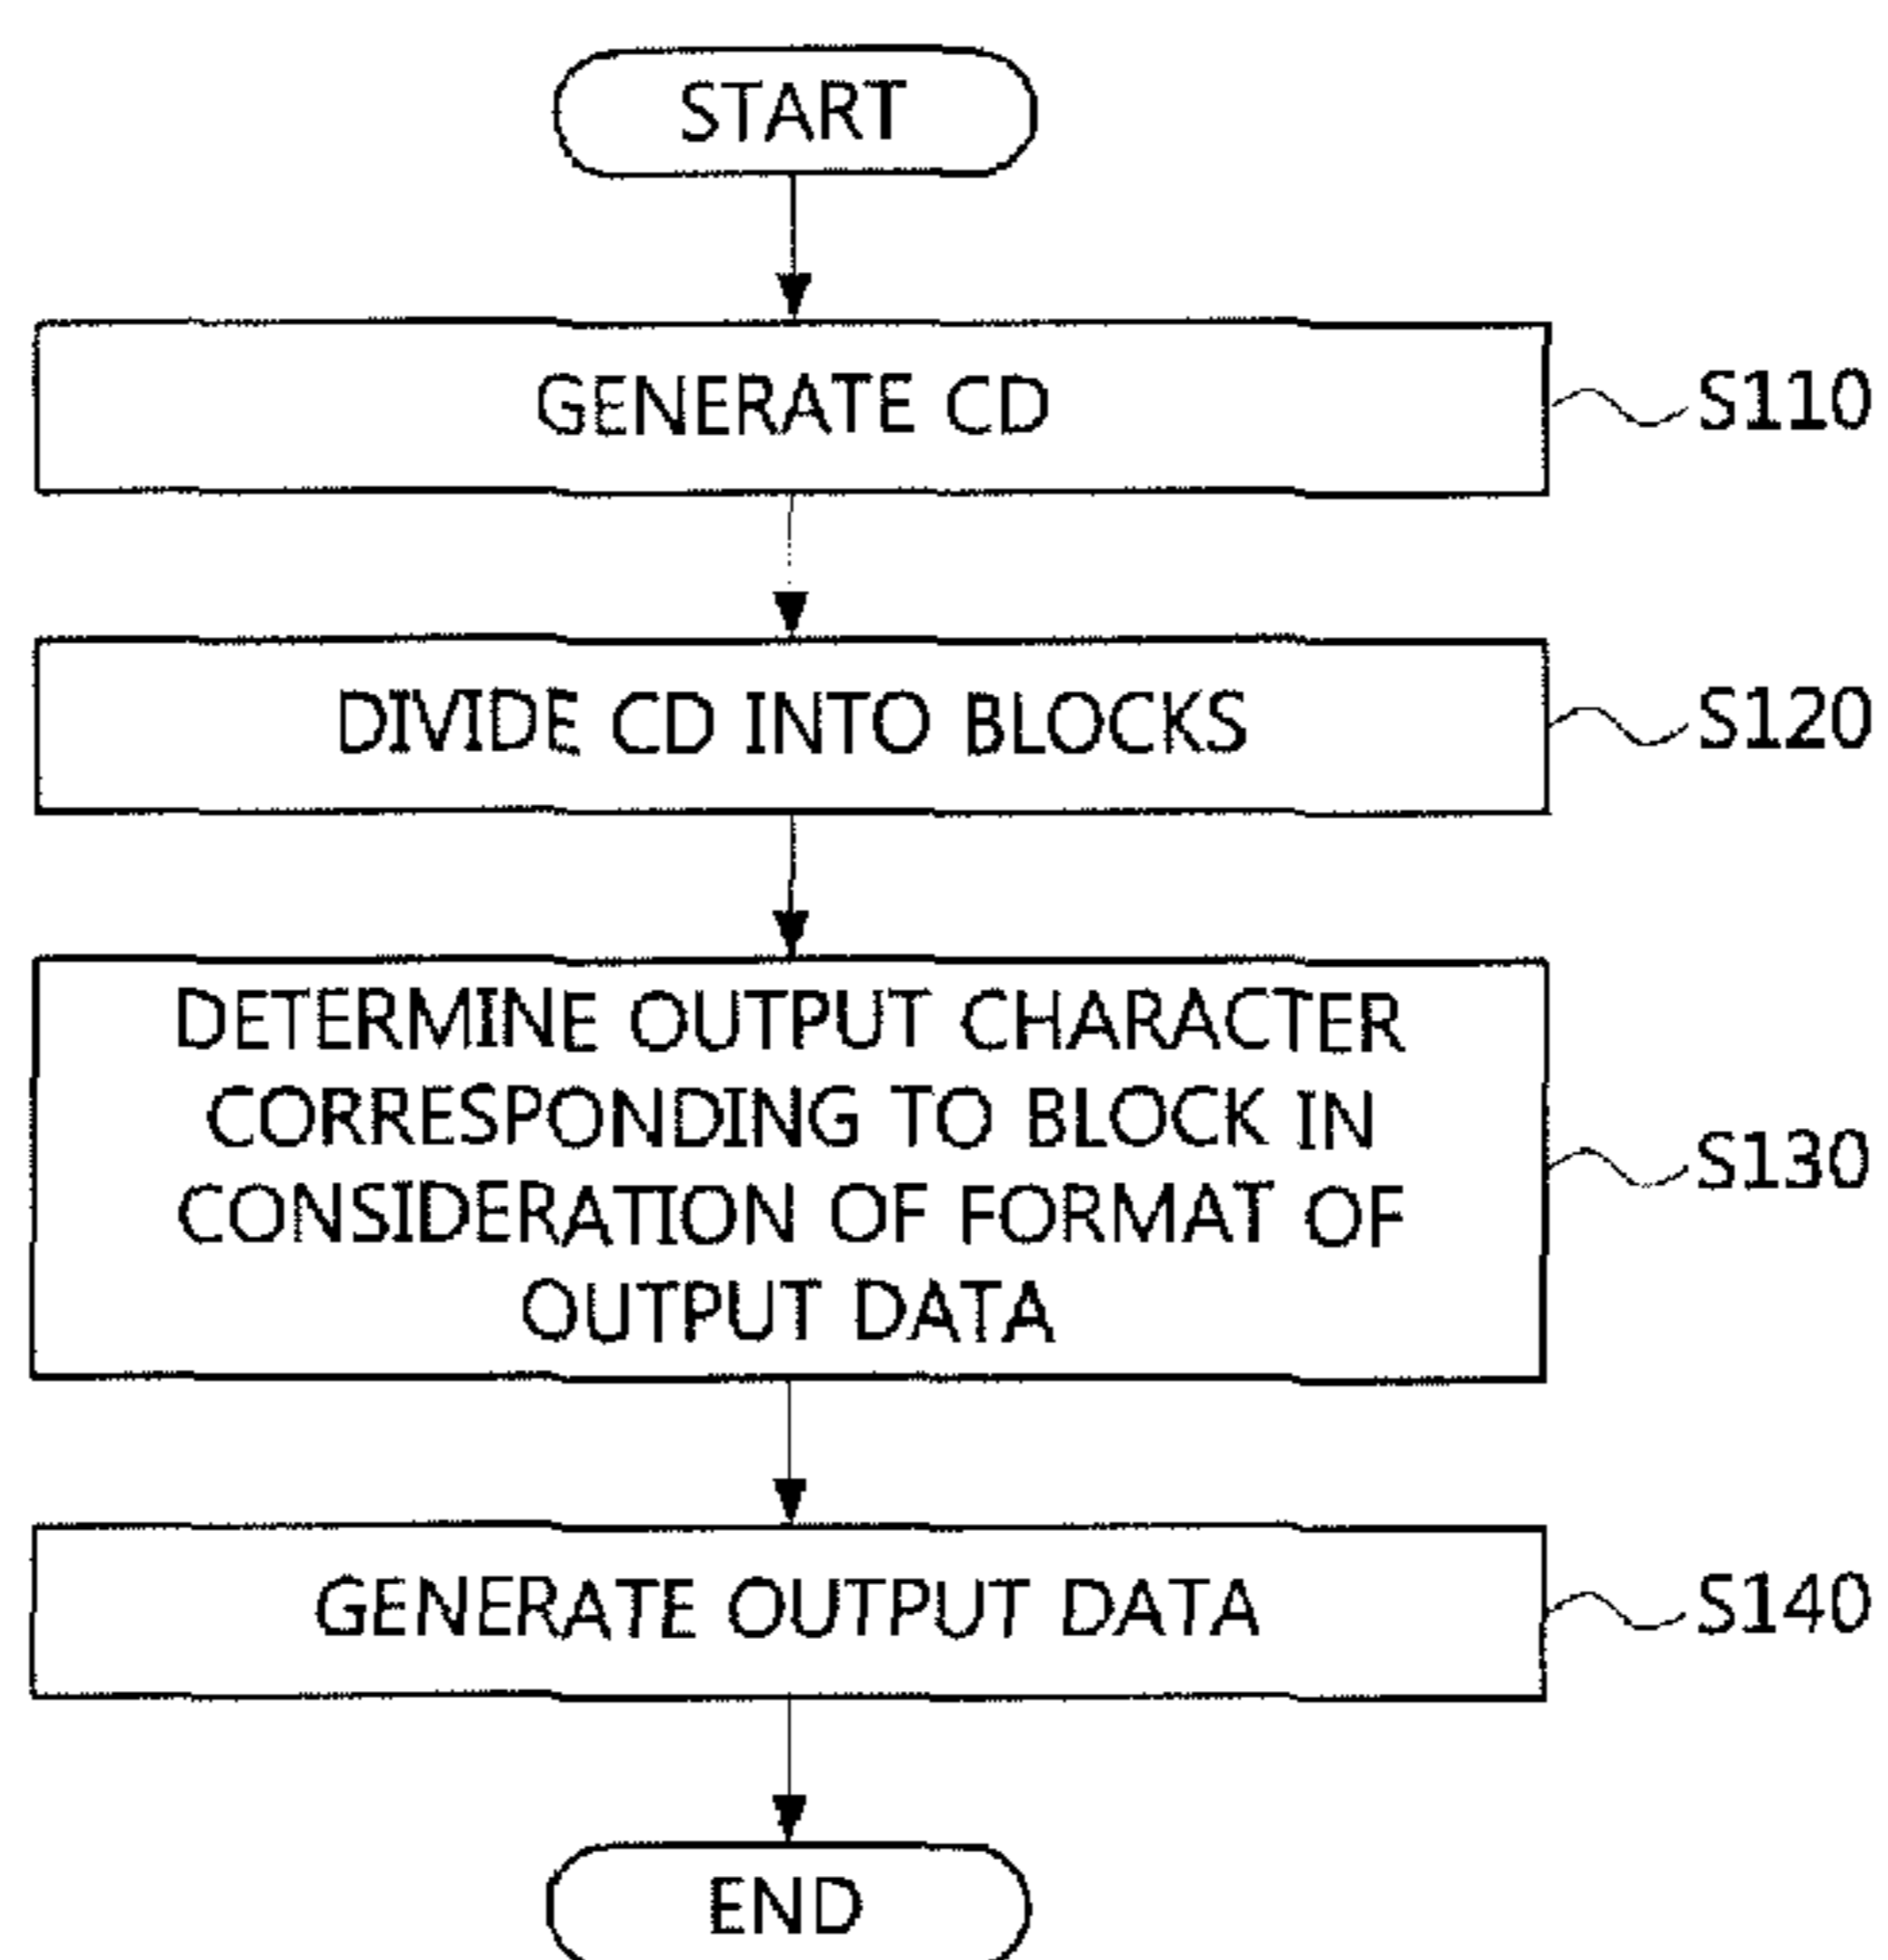 START
GENERATE CD
S110
DIVIDE CD INTO BLOCKS
S120
DETERMINE OUTPUT CHARACTER
CORRESPONDING TO BLOCK IN
CONSIDERATION OF FORMAT OF
OUTPUT DATA
S130
GENERATE OUTPUT DATA
S140
END